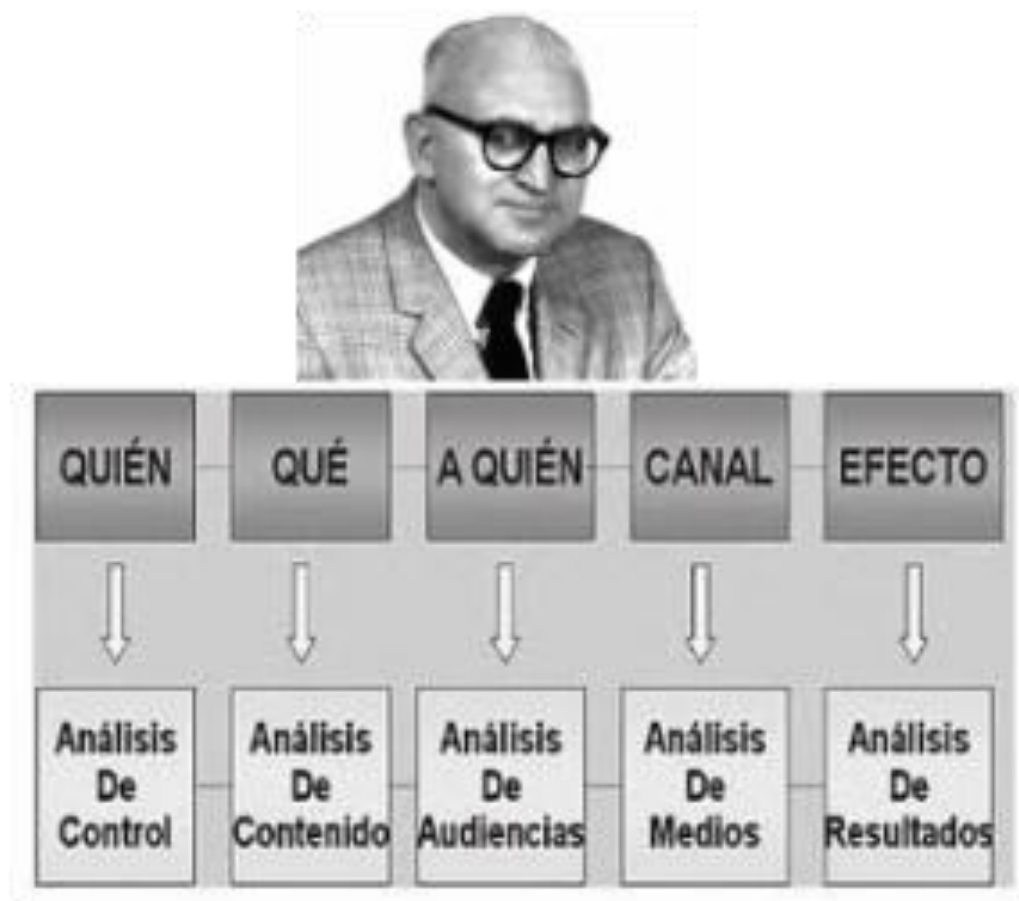 QUIÉN
QUÉ
A QUIÉN
CANAL
EFECTO
Análisis
De
Control
Análisis
De
Contenido
Análisis
De
Audiencias
Análisis
De
Medios
Análisis
De
Resultados